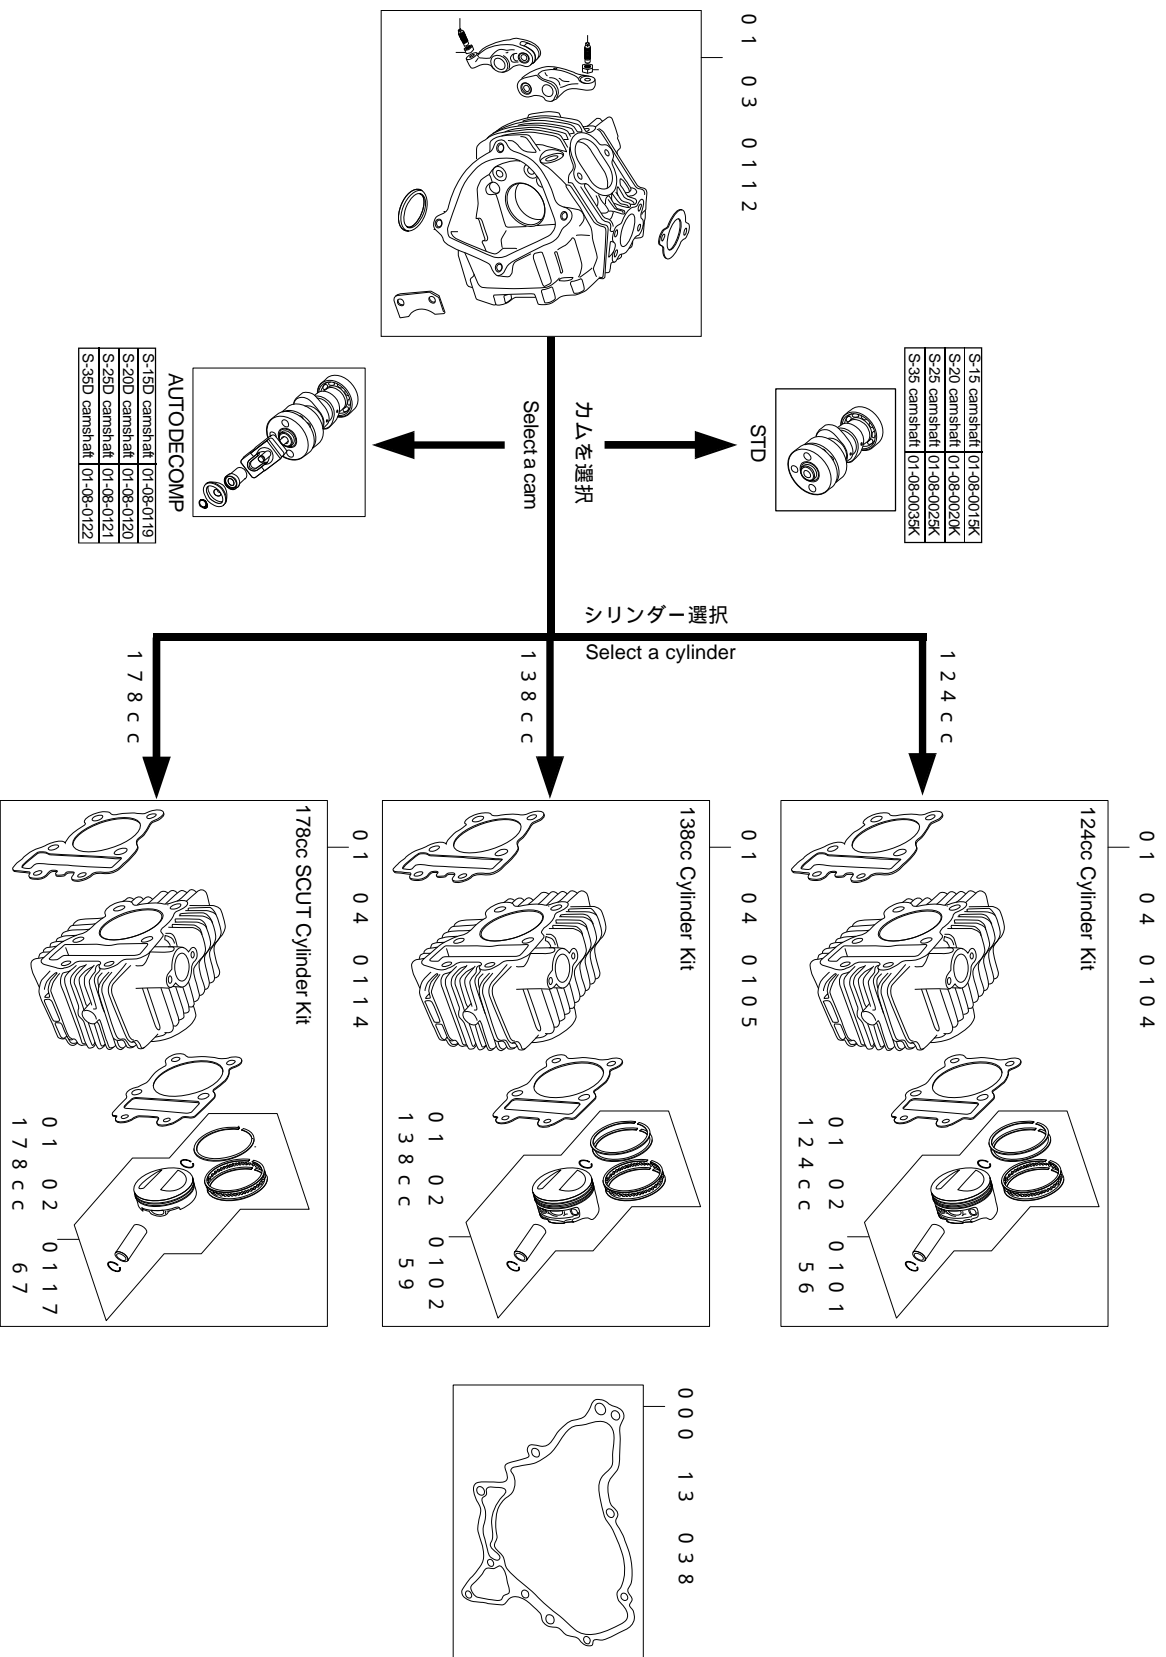 01 03 0112
S-15 camshaft 01-08-0015K
S-20 camshaft 01-08-0020K
S-25 camshaft 01-08-0025K
S-35 camshaft 01-08-0035K
STD
カムを選択
Select a cam
AUTO DECOMP
S-15D camshaft 01-08-0119
S-20D camshaft 01-08-0120
S-25D camshaft 01-08-0121
S-35D camshaft 01-08-0122
シリンダー選択
Select a cylinder
124cc
138cc
178cc
01 04 0104
124cc Cylinder Kit
01 02 0101
124cc 56
01 04 0105
138cc Cylinder Kit
01 02 0102
138cc 59
01 04 0114
178cc SCUT Cylinder Kit
01 02 0117
178cc 67
000 13 038